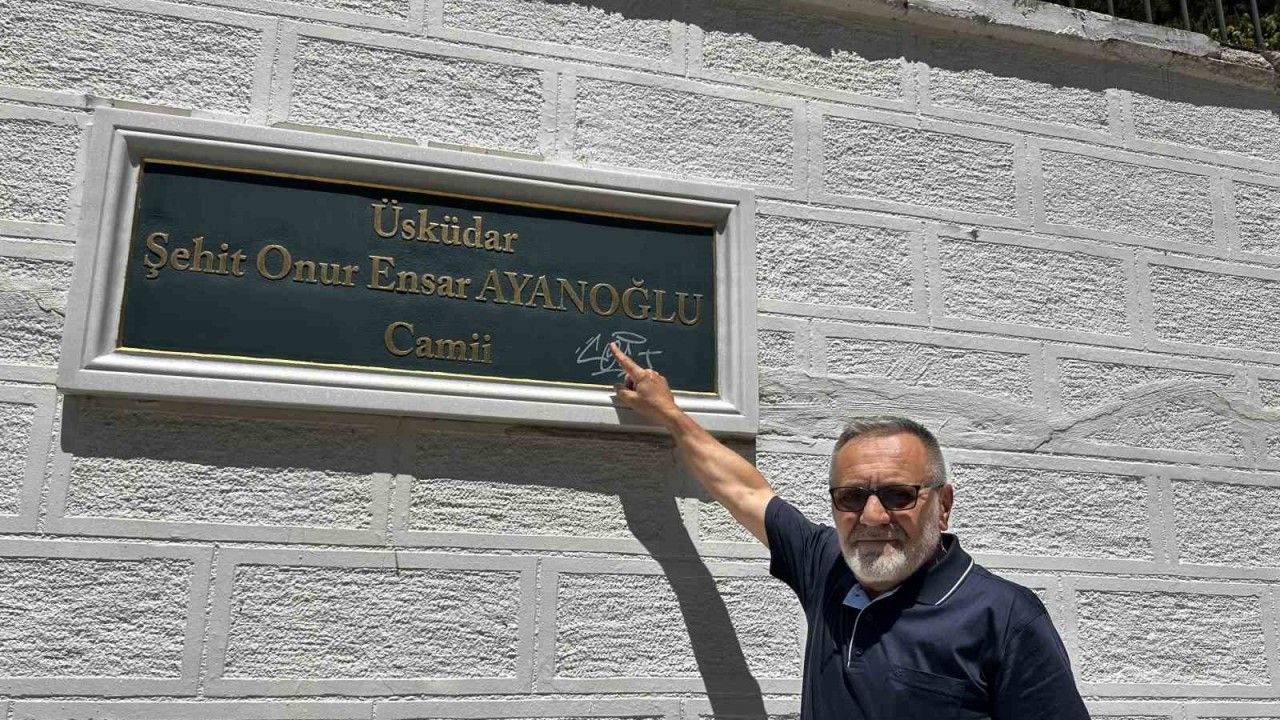 Üsküdar
Şehit Onur Ensar AYANOĞLU
Camii